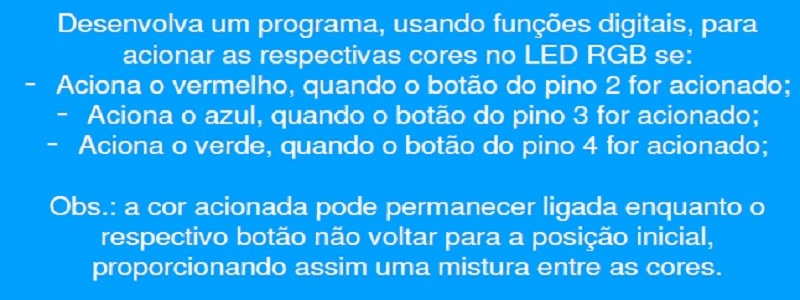 Desenvolva um programa, usando funções digitais, para
acionar as respectivas cores no LED RGB se:
- Aciona o vermelho, quando o botão do pino 2 for acionado;
- Aciona o azul, quando o botão do pino 3 for acionado;
- Aciona o verde, quando o botão do pino 4 for acionado;
Obs.: a cor acionada pode permanecer ligada enquanto o
respectivo botão não voltar para a posição inicial,
proporcionando assim uma mistura entre as cores.